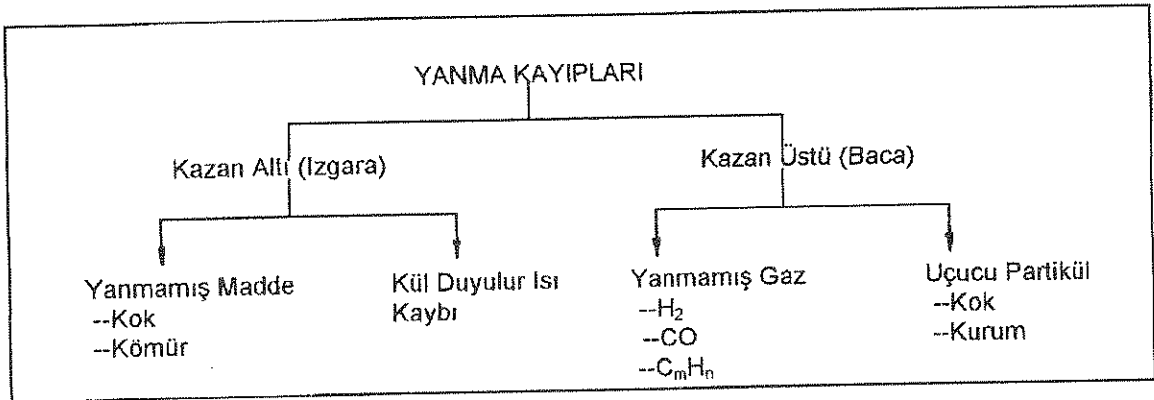 YANMA KAYIPLARI
Kazan Altı (Izgara)
Kazan Üstü (Baca)
Yanmamış Madde
--Kok
--Kömür
Kül Duyulur Isı
Kaybı
Yanmamış Gaz
--H₂
--CO
--CₘHₙ
Uçucu Partikül
--Kok
--Kurum